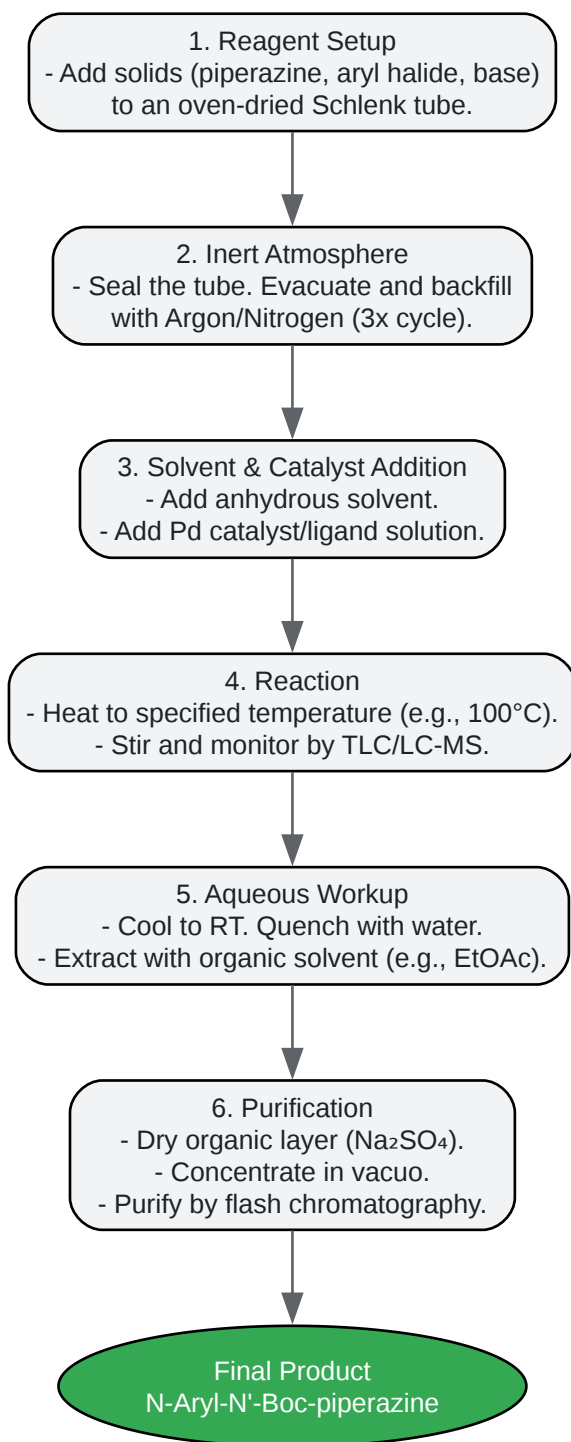 1. Reagent Setup
- Add solids (piperazine, aryl halide, base)
to an oven-dried Schlenk tube.
2. Inert Atmosphere
- Seal the tube. Evacuate and backfill
with Argon/Nitrogen (3x cycle).
3. Solvent & Catalyst Addition
- Add anhydrous solvent.
- Add Pd catalyst/ligand solution.
4. Reaction
- Heat to specified temperature (e.g., 100°C).
- Stir and monitor by TLC/LC-MS.
5. Aqueous Workup
- Cool to RT. Quench with water.
- Extract with organic solvent (e.g., EtOAc).
6. Purification
- Dry organic layer (Na₂SO₄).
- Concentrate in vacuo.
- Purify by flash chromatography.
Final Product
N-Aryl-N'-Boc-piperazine